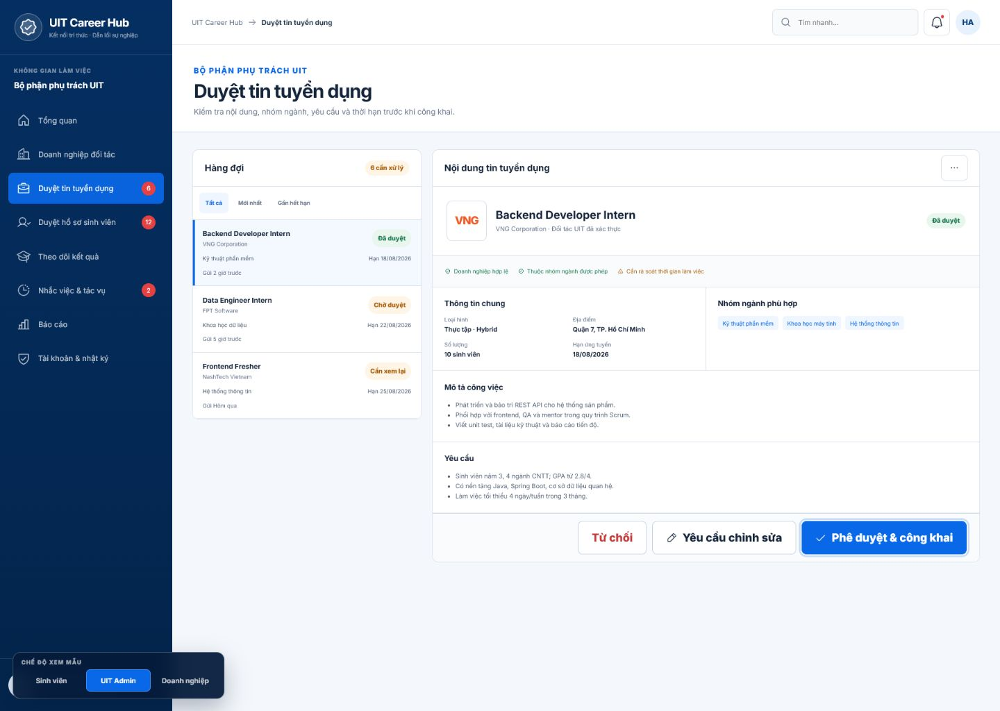 UIT Career Hub
Kết nối tri thức · Dẫn lối sự nghiệp
KHÔNG GIAN LÀM VIỆC
Bộ phận phụ trách UIT
Tổng quan
Doanh nghiệp đối tác
Duyệt tin tuyển dụng 6
Duyệt hồ sơ sinh viên 12
Theo dõi kết quả
Nhắc việc & tác vụ 2
Báo cáo
Tài khoản & nhật ký
CHẾ ĐỘ XEM MẪU
Sinh viên UIT Admin Doanh nghiệp
UIT Career Hub → Duyệt tin tuyển dụng
Tìm nhanh...
HA
BỘ PHẬN PHỤ TRÁCH UIT
Duyệt tin tuyển dụng
Kiểm tra nội dung, nhóm ngành, yêu cầu và thời hạn trước khi công khai.
Hàng đợi 6 cần xử lý
Tất cả Mới nhất Gần hết hạn
Backend Developer Intern Đã duyệt
VNG Corporation
Kỹ thuật phần mềm Hạn 18/08/2026
Gửi 2 giờ trước
Data Engineer Intern Chờ duyệt
FPT Software
Khoa học dữ liệu Hạn 22/08/2026
Gửi 5 giờ trước
Frontend Fresher Cần xem lại
NashTech Vietnam
Hệ thống thông tin Hạn 25/08/2026
Gửi Hôm qua
Nội dung tin tuyển dụng ...
VNG
Backend Developer Intern
VNG Corporation · Đối tác UIT đã xác thực
Đã duyệt
Doanh nghiệp hợp lệ Thuộc nhóm ngành được phép Cần rà soát thời gian làm việc
Thông tin chung
Loại hình Địa điểm
Thực tập · Hybrid Quận 7, TP. Hồ Chí Minh
Số lượng Hạn ứng tuyển
10 sinh viên 18/08/2026
Nhóm ngành phù hợp
Kỹ thuật phần mềm Khoa học máy tính Hệ thống thông tin
Mô tả công việc
• Phát triển và bảo trì REST API cho hệ thống sản phẩm.
• Phối hợp với frontend, QA và mentor trong quy trình Scrum.
• Viết unit test, tài liệu kỹ thuật và báo cáo tiến độ.
Yêu cầu
• Sinh viên năm 3, 4 ngành CNTT; GPA từ 2.8/4.
• Có nền tảng Java, Spring Boot, cơ sở dữ liệu quan hệ.
• Làm việc tối thiểu 4 ngày/tuần trong 3 tháng.
Từ chối Yêu cầu chỉnh sửa Phê duyệt & công khai